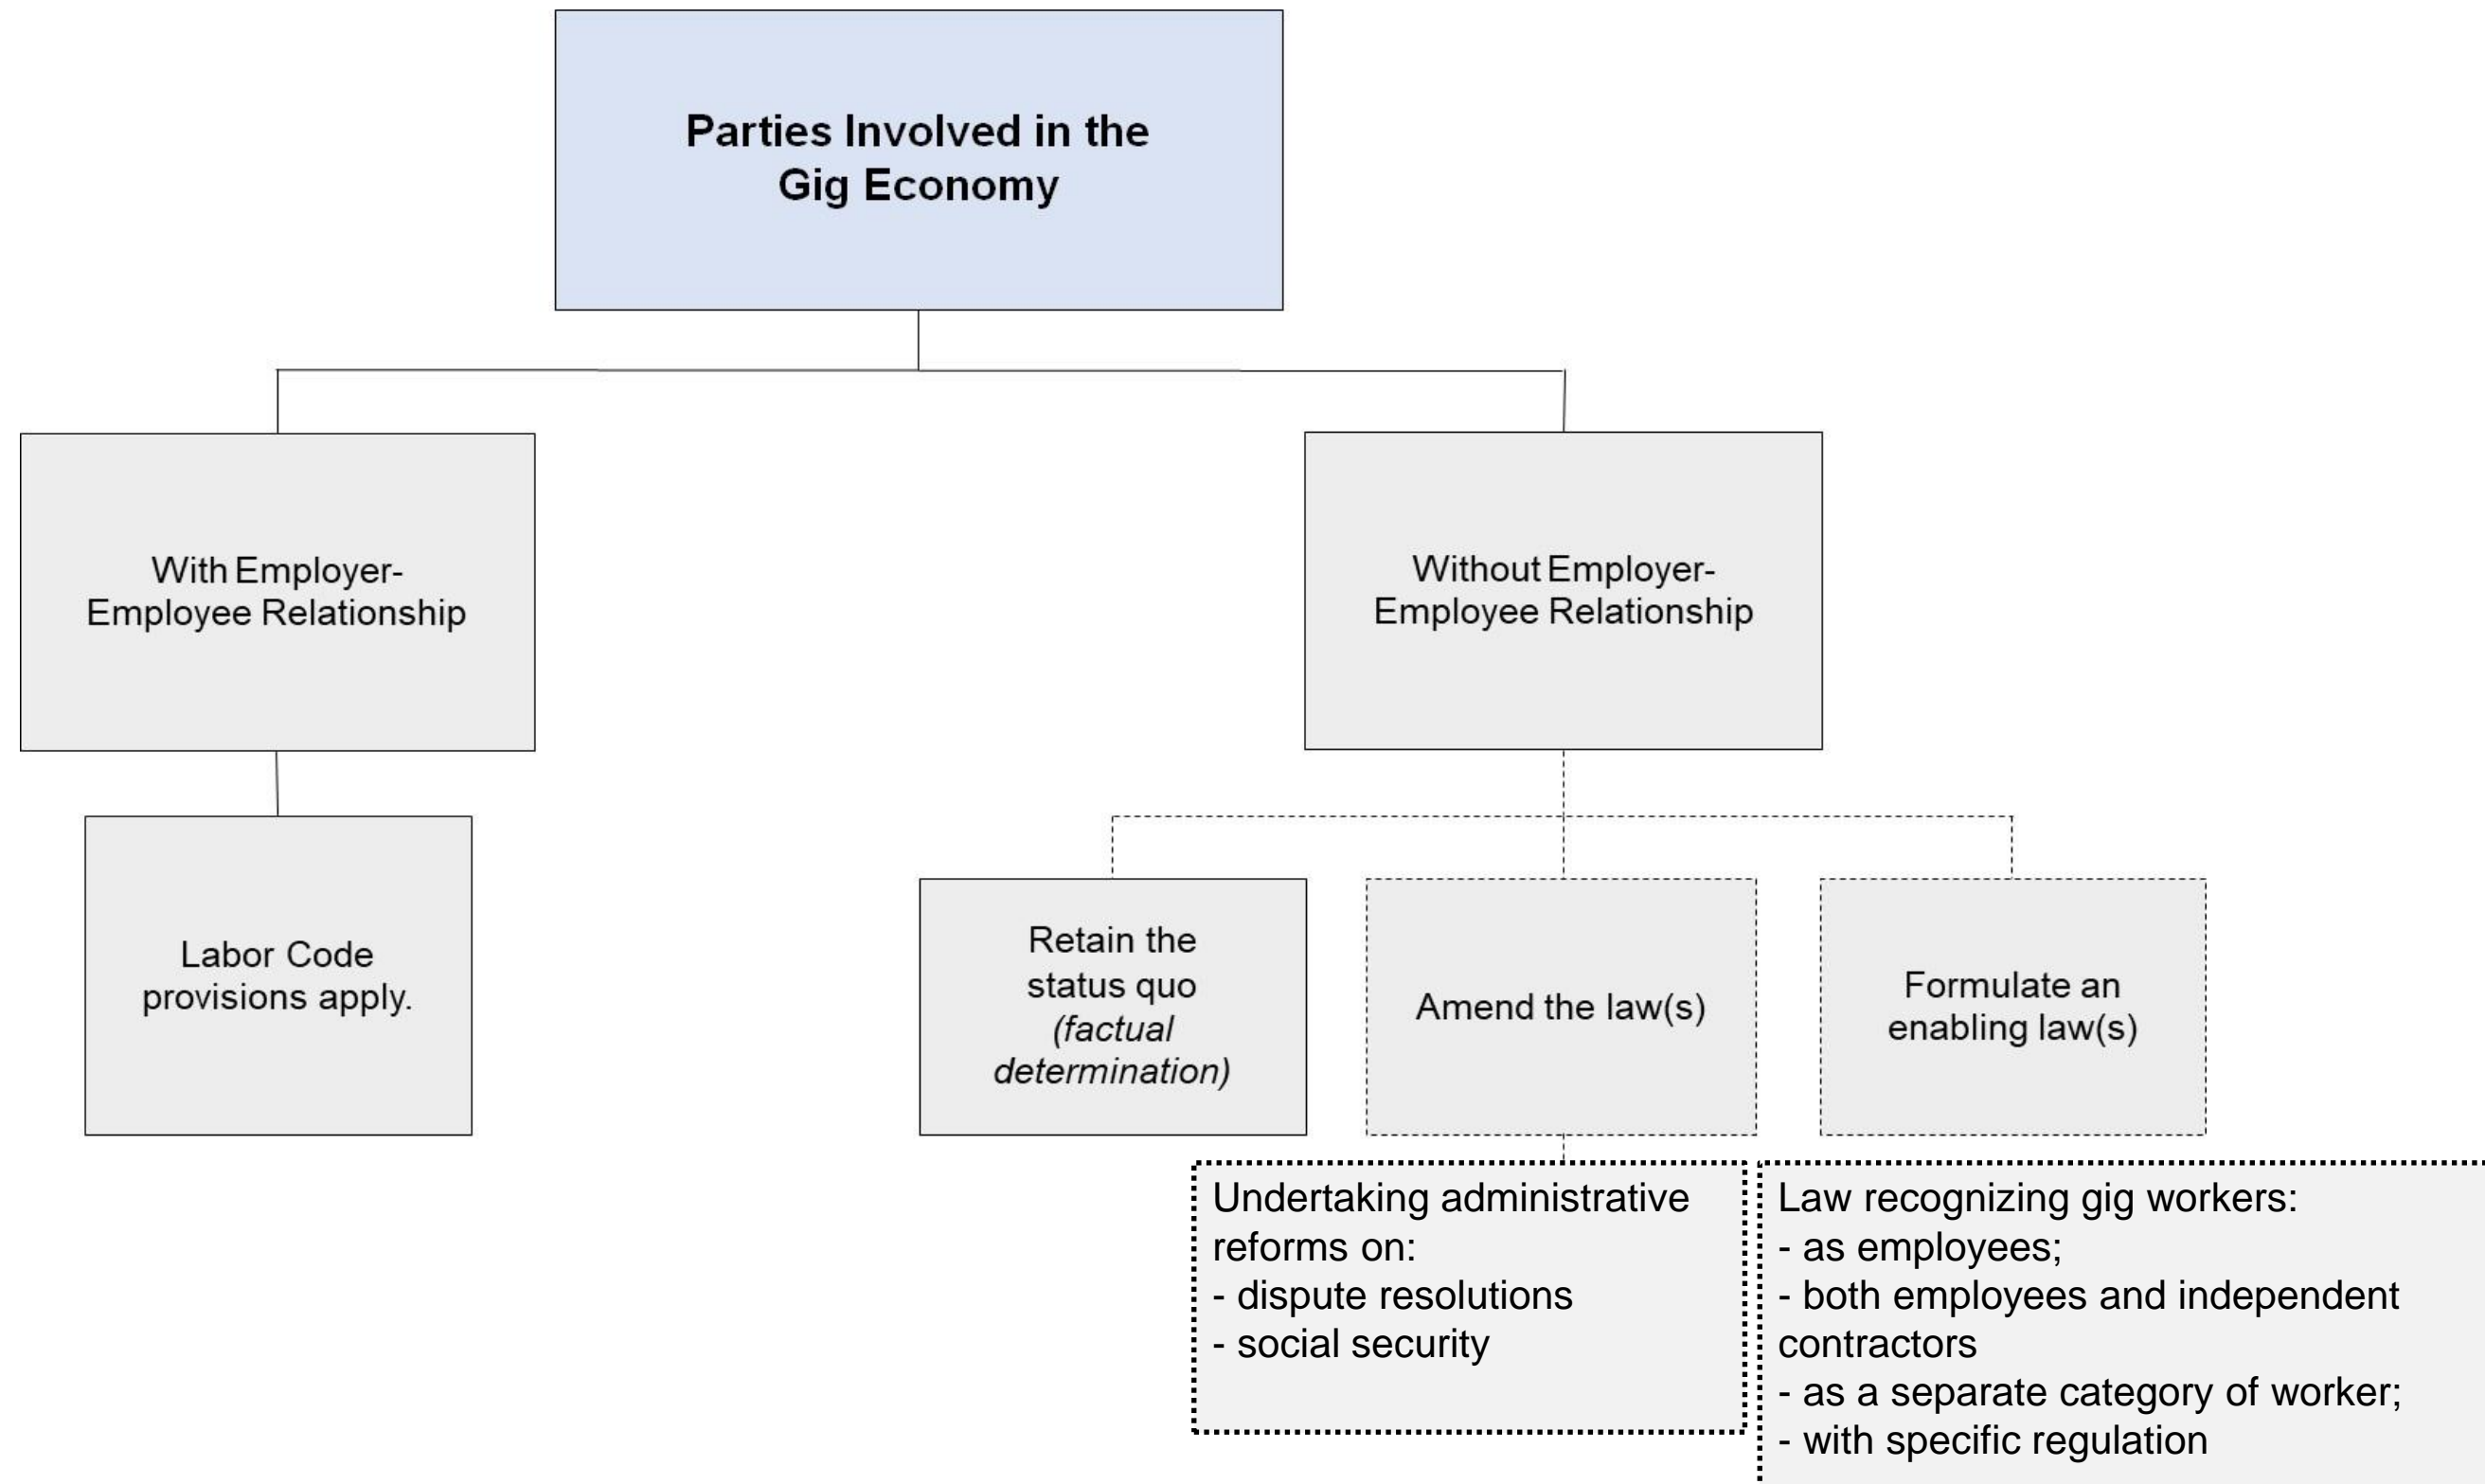 Parties Involved in the
Gig Economy
With Employer-
Employee Relationship
Without Employer-
Employee Relationship
Labor Code
provisions apply.
Retain the
status quo
(factual
determination)
Amend the law(s)
Formulate an
enabling law(s)
Undertaking administrative
reforms on:
- dispute resolutions
- social security
Law recognizing gig workers:
- as employees;
- both employees and independent
contractors
- as a separate category of worker;
- with specific regulation